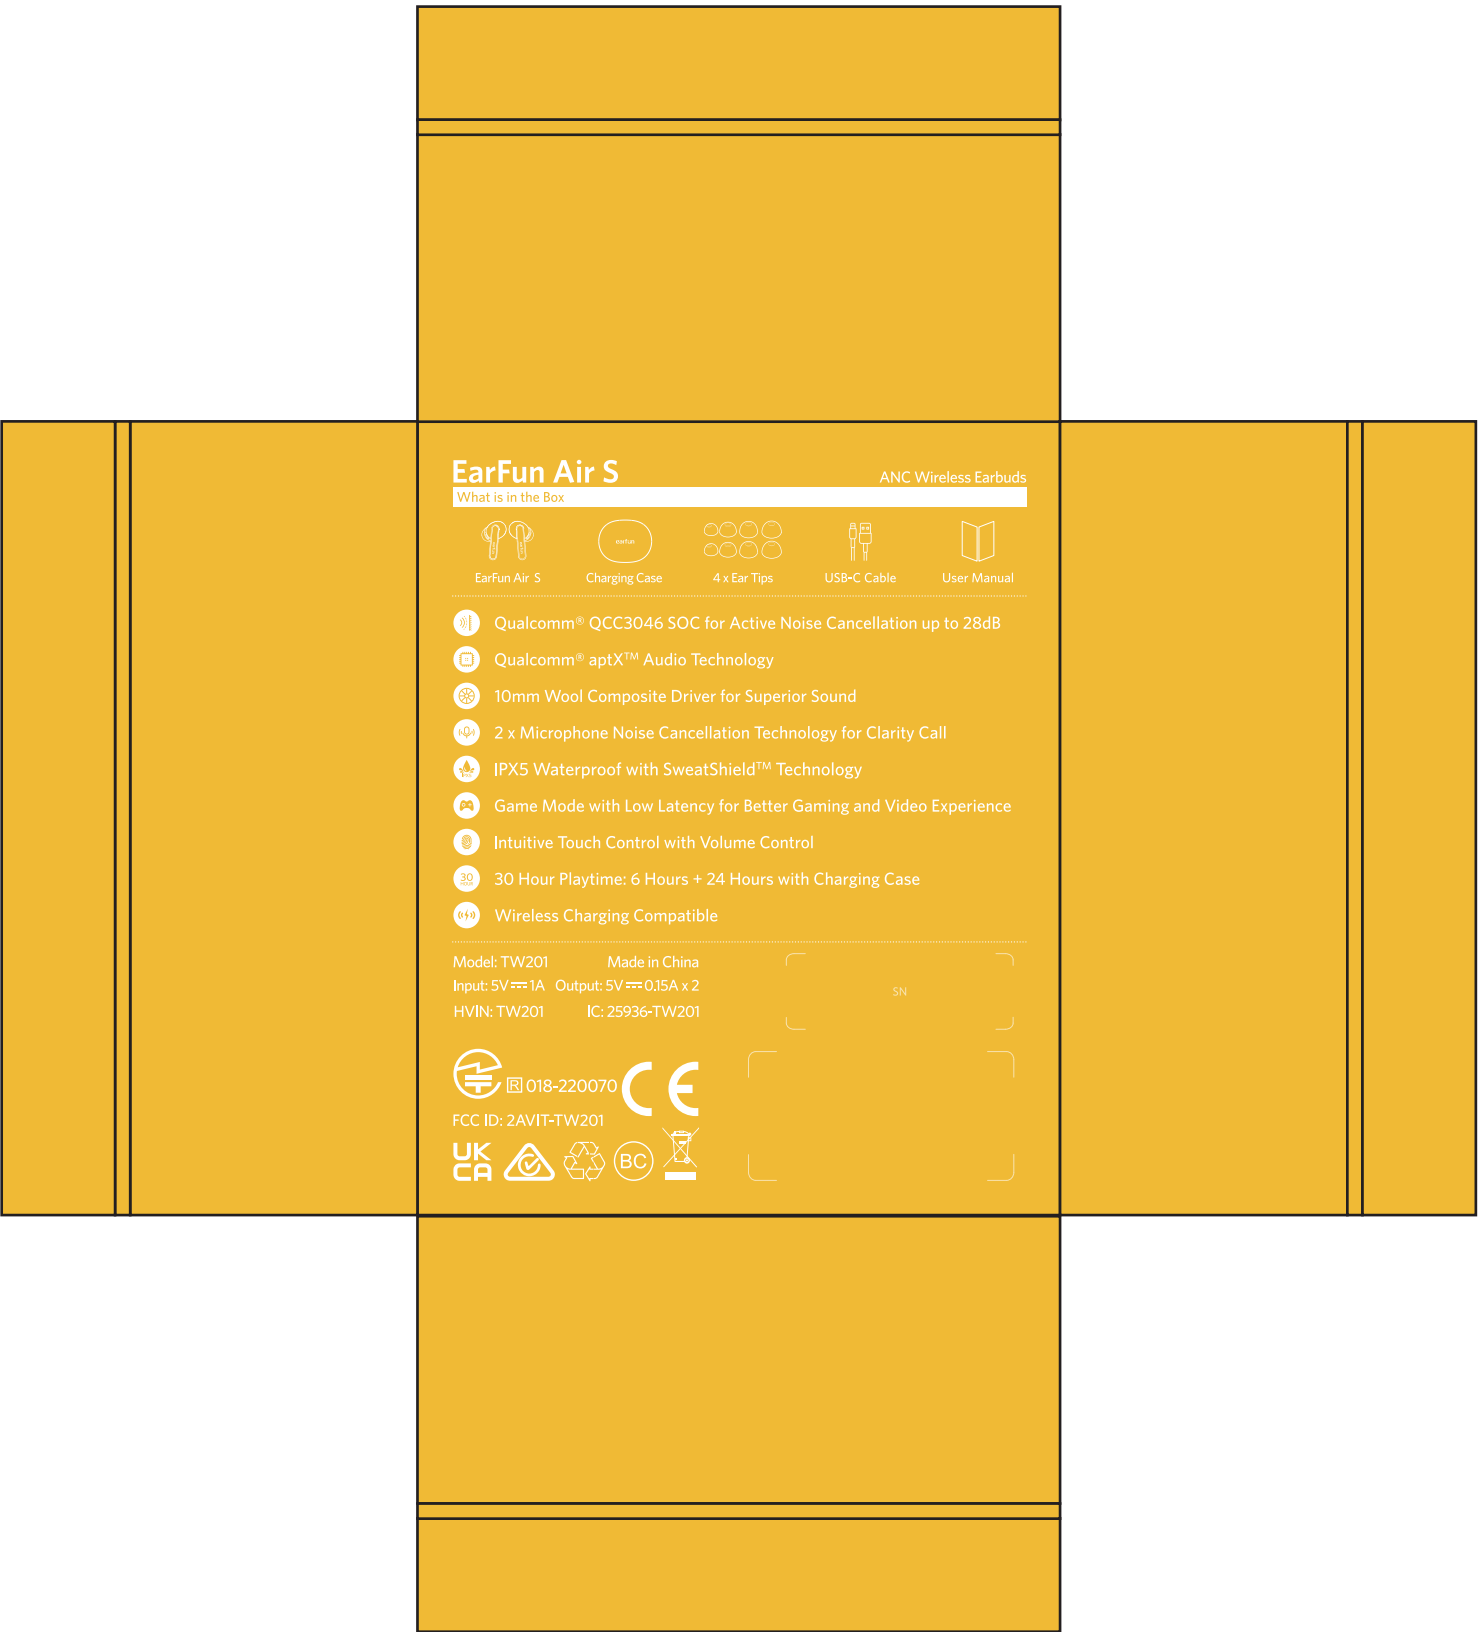 EarFun Air S
ANC Wireless Earbuds
What is in the Box
earfun
EarFun Air S
Charging Case
4 x Ear Tips
USB-C Cable
User Manual
Qualcomm® QCC3046 SOC for Active Noise Cancellation up to 28dB
Qualcomm® aptX™ Audio Technology
10mm Wool Composite Driver for Superior Sound
2 x Microphone Noise Cancellation Technology for Clarity Call
IPX5 Waterproof with SweatShield™ Technology
Game Mode with Low Latency for Better Gaming and Video Experience
Intuitive Touch Control with Volume Control
30
30 Hour Playtime: 6 Hours + 24 Hours with Charging Case
Wireless Charging Compatible
Model: TW201 Made in China
Input: 5V⎓1A Output: 5V⎓0.15A x 2
HVIN: TW201 IC: 25936-TW201
SN
R 018-220070 CE
FCC ID: 2AVIT-TW201
UK
CA
BC